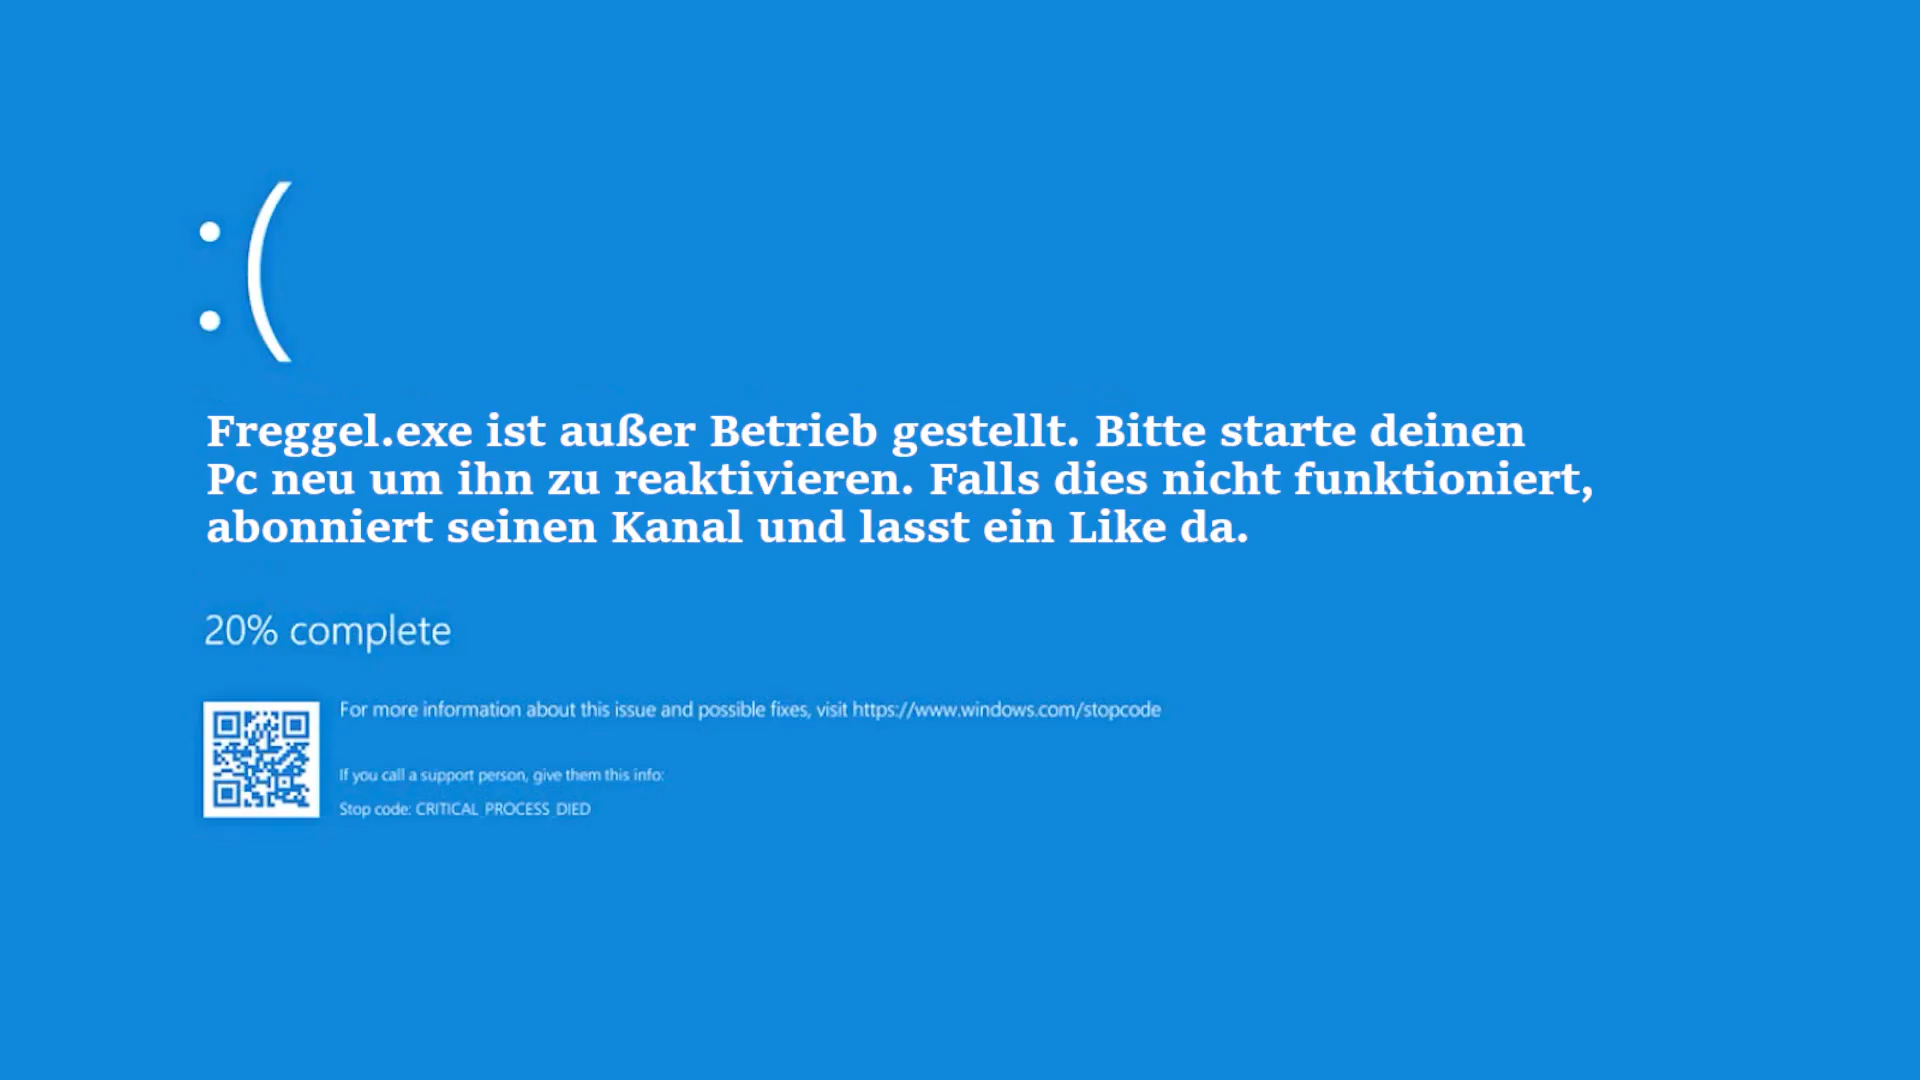 :(
Freggel.exe ist außer Betrieb gestellt. Bitte starte deinen
Pc neu um ihn zu reaktivieren. Falls dies nicht funktioniert,
abonniert seinen Kanal und lasst ein Like da.
20% complete
For more information about this issue and possible fixes, visit https://www.windows.com/stopcode
If you call a support person, give them this info:
Stop code: CRITICAL_PROCESS_DIED